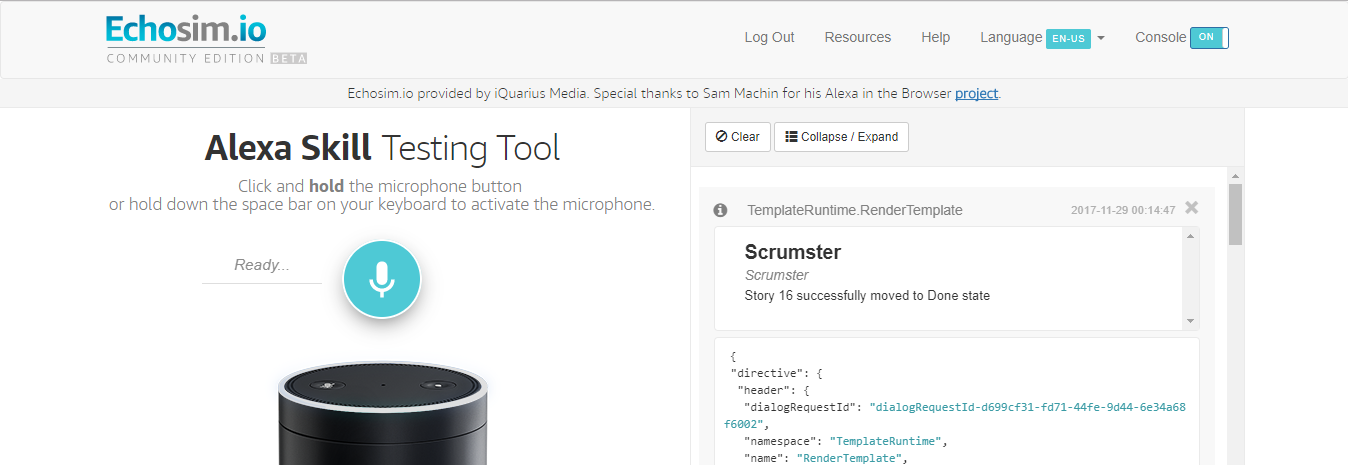 Echosim.io
COMMUNITY EDITION BETA
Log Out Resources Help Language EN-US Console ON
Echosim.io provided by iQuarius Media. Special thanks to Sam Machin for his Alexa in the Browser project.
Alexa Skill Testing Tool
Click and hold the microphone button
or hold down the space bar on your keyboard to activate the microphone.
Ready...
Clear Collapse / Expand
TemplateRuntime.RenderTemplate 2017-11-29 00:14:47
Scrumster
Scrumster
Story 16 successfully moved to Done state
{
"directive": {
"header": {
"dialogRequestId": "dialogRequestId-d699cf31-fd71-44fe-9d44-6e34a68
f6002",
"namespace": "TemplateRuntime",
"name": "RenderTemplate",